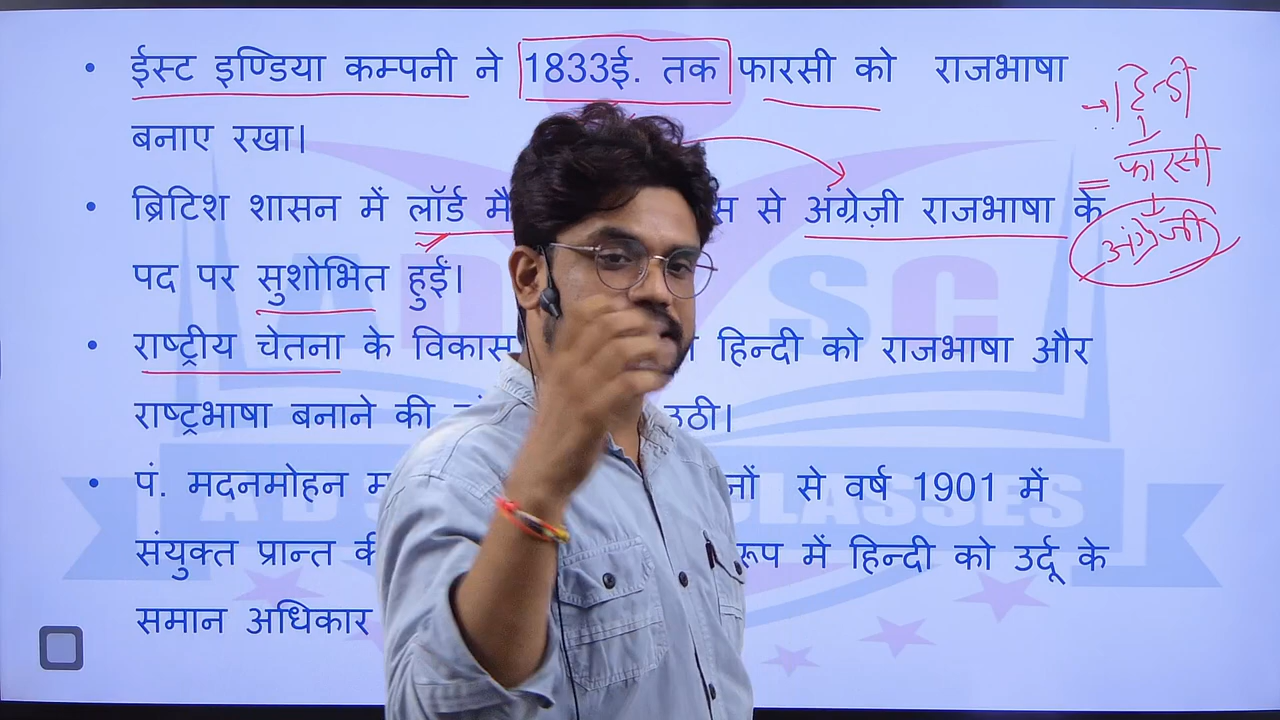 ईस्ट इण्डिया कम्पनी ने 1833ई. तक फारसी को राजभाषा
बनाए रखा।
ब्रिटिश शासन में लॉर्ड से अंग्रेज़ी राजभाषा के
पद पर सुशोभित हुईं।
राष्ट्रीय चेतना के विकास हिन्दी को राजभाषा और
राष्ट्रभाषा बनाने की उठी।
पं. मदनमोहन से वर्ष 1901 में
संयुक्त प्रान्त रूप में हिन्दी को उर्दू के
समान अधिकार
हिन्दी
फारसी
अंग्रेजी
CLASSES